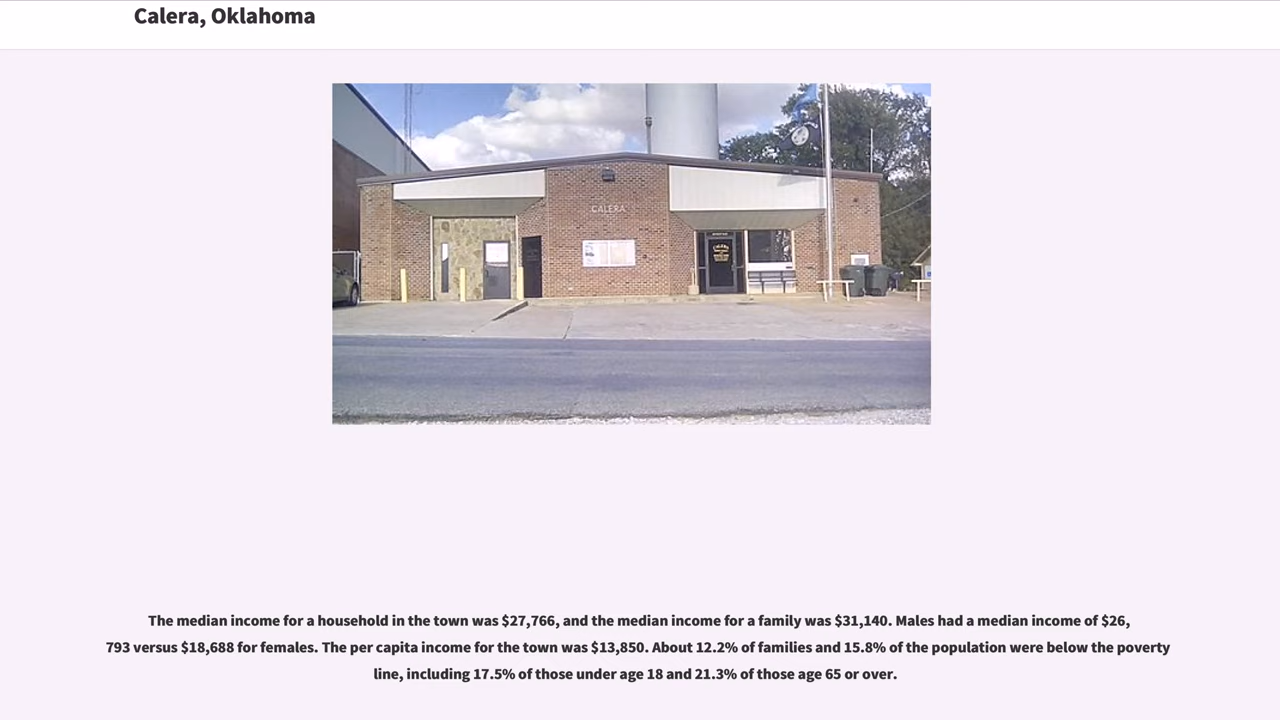 Calera, Oklahoma
CALERA
CALERA
The median income for a household in the town was $27,766, and the median income for a family was $31,140. Males had a median income of $26,
793 versus $18,688 for females. The per capita income for the town was $13,850. About 12.2% of families and 15.8% of the population were below the poverty
line, including 17.5% of those under age 18 and 21.3% of those age 65 or over.